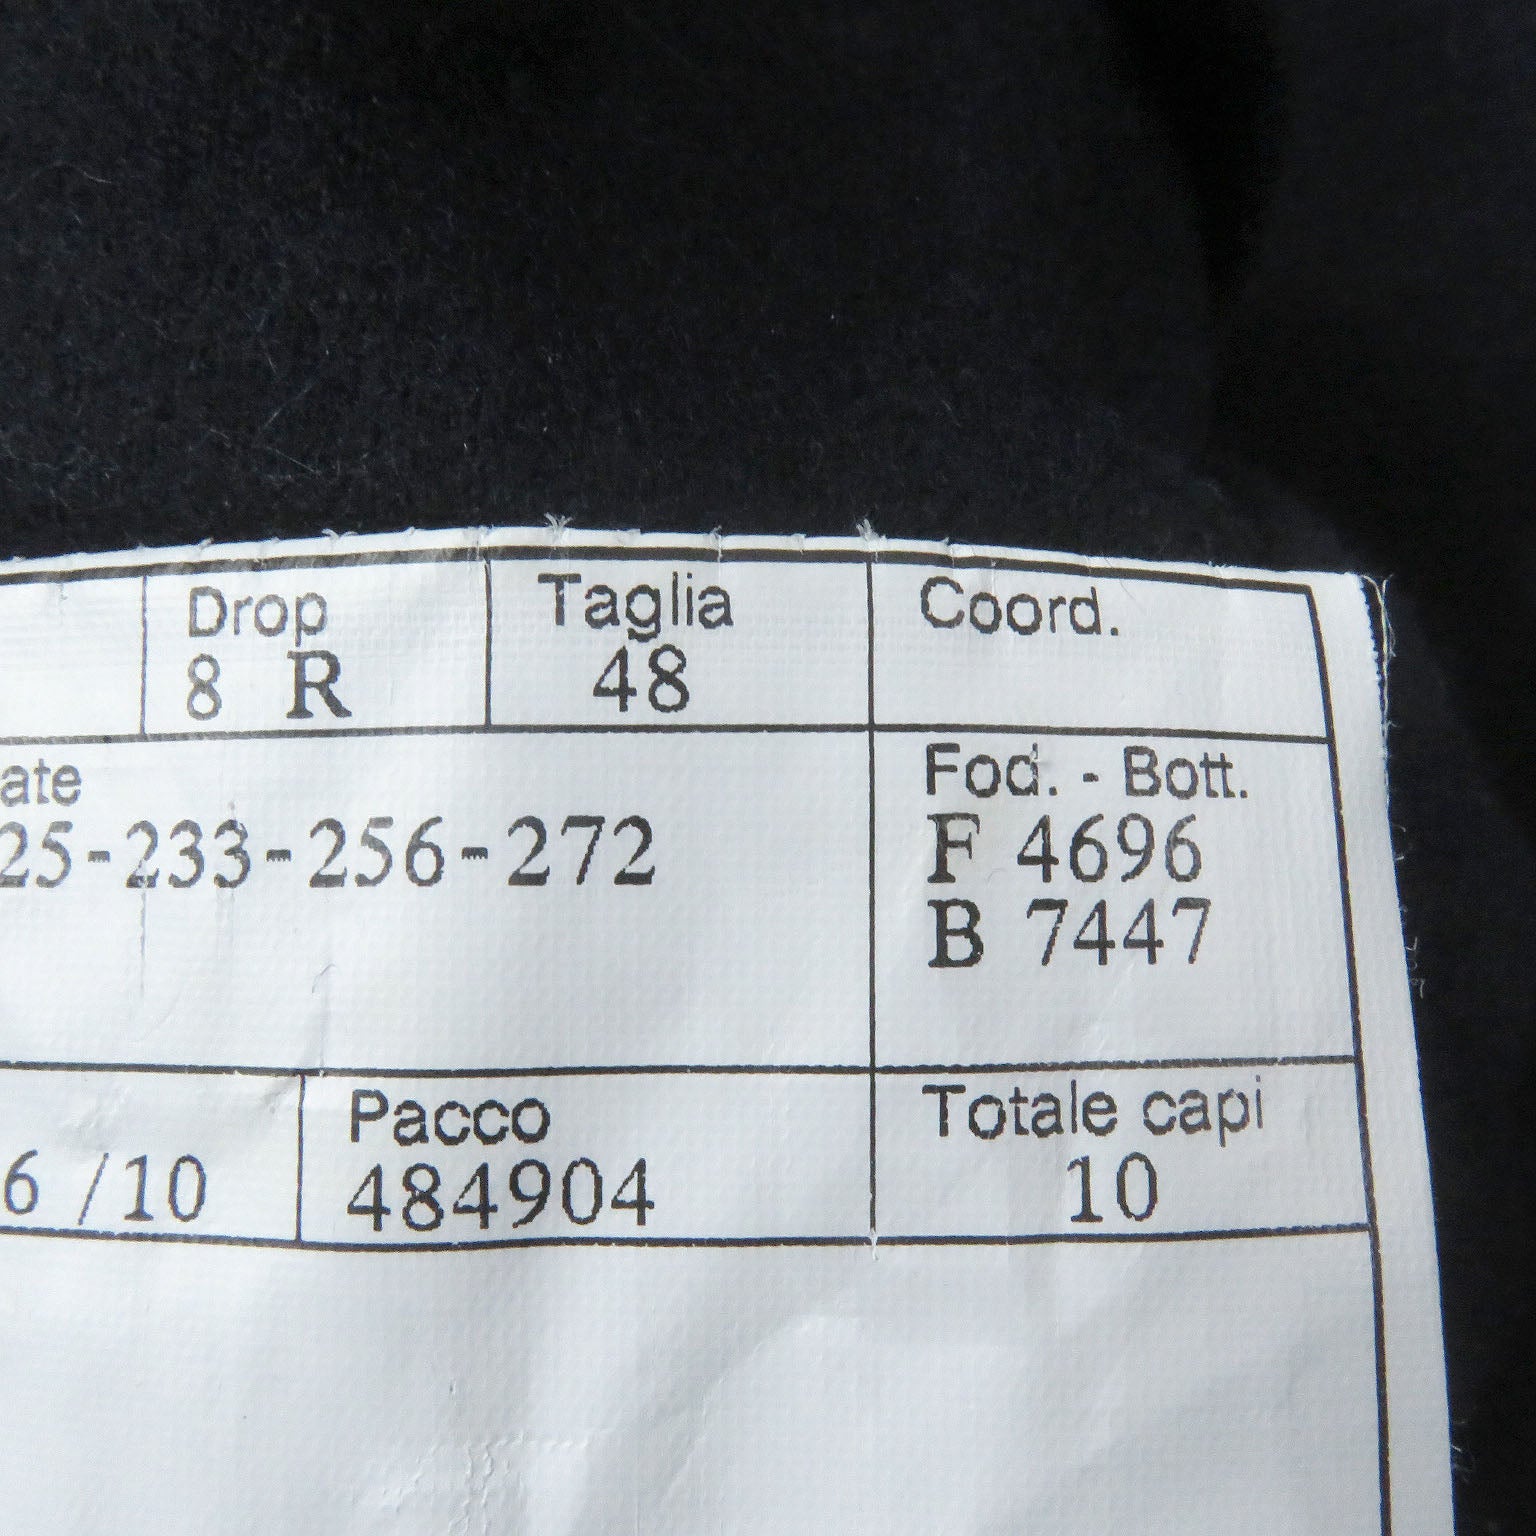 Drop Taglia Coord.
8 R 48
ate Fod. - Bott.
25-233-256-272 F 4696
B 7447
Pacco Totale capi
6 /10 484904 10